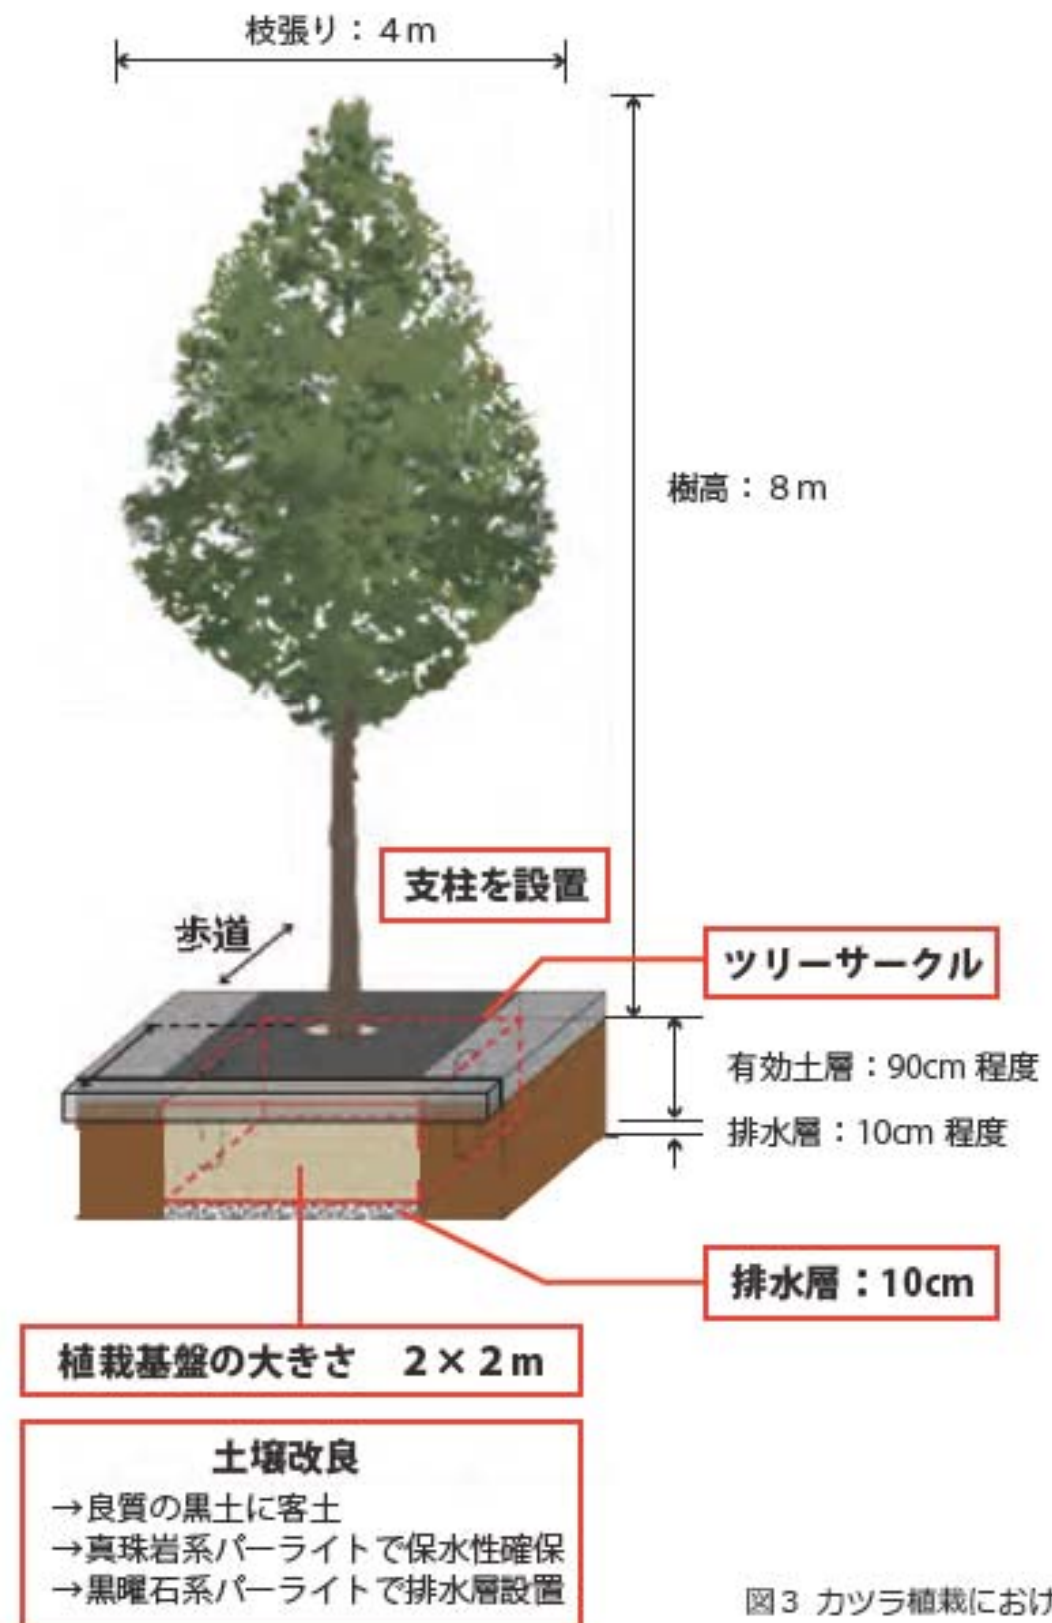 枝張り：４ｍ
樹高：８ｍ
支柱を設置
歩道
ツリーサークル
有効土層：90cm 程度
排水層：10cm 程度
排水層：10cm
植栽基盤の大きさ　２×２ｍ
土壌改良
→良質の黒土に客土
→真珠岩系パーライトで保水性確保
→黒曜石系パーライトで排水層設置
図３ カツラ植栽におけ